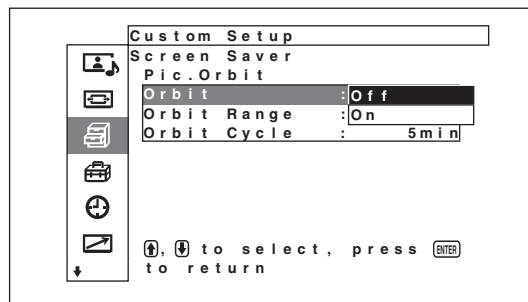 Custom Setup
Screen Saver
Pic.Orbit
Orbit : Off
Orbit Range : On
Orbit Cycle : 5min
, to select, press ENTER
to return